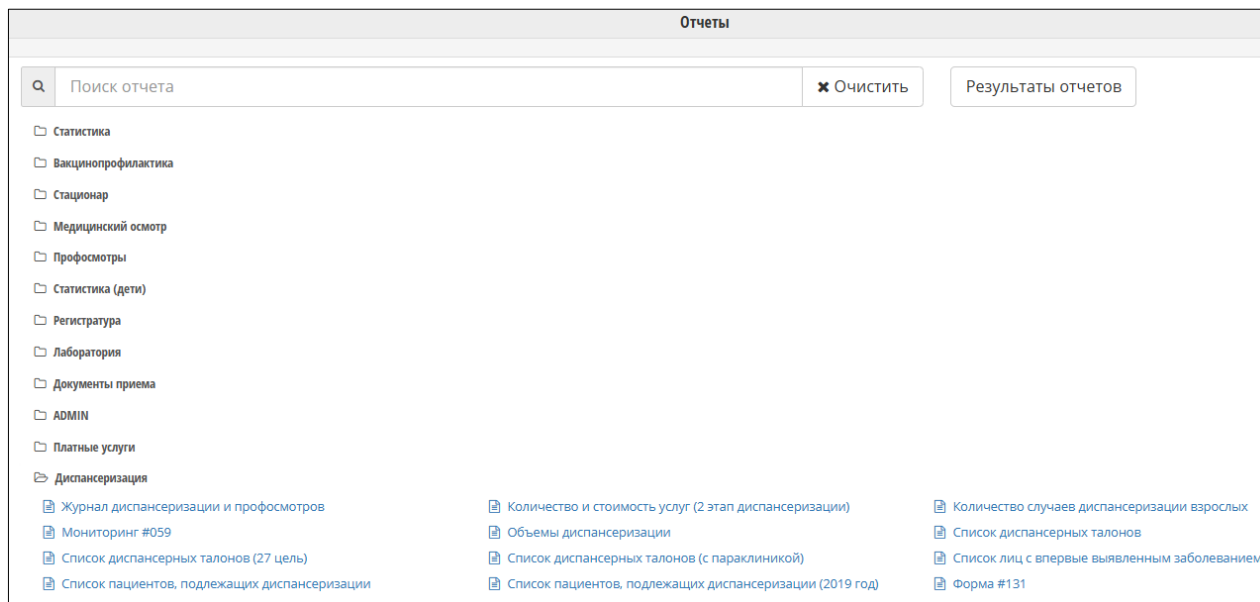 Отчеты
Поиск отчета
✖ Очистить
Результаты отчетов
Статистика
Вакцинопрофилактика
Стационар
Медицинский осмотр
Профосмотры
Статистика (дети)
Регистратура
Лаборатория
Документы приема
ADMIN
Платные услуги
Диспансеризация
Журнал диспансеризации и профосмотров Количество и стоимость услуг (2 этап диспансеризации) Количество случаев диспансеризации взрослых
Мониторинг #059 Объемы диспансеризации Список диспансерных талонов
Список диспансерных талонов (27 цель) Список диспансерных талонов (с параклиникой) Список лиц с впервые выявленным заболеванием
Список пациентов, подлежащих диспансеризации Список пациентов, подлежащих диспансеризации (2019 год) Форма #131